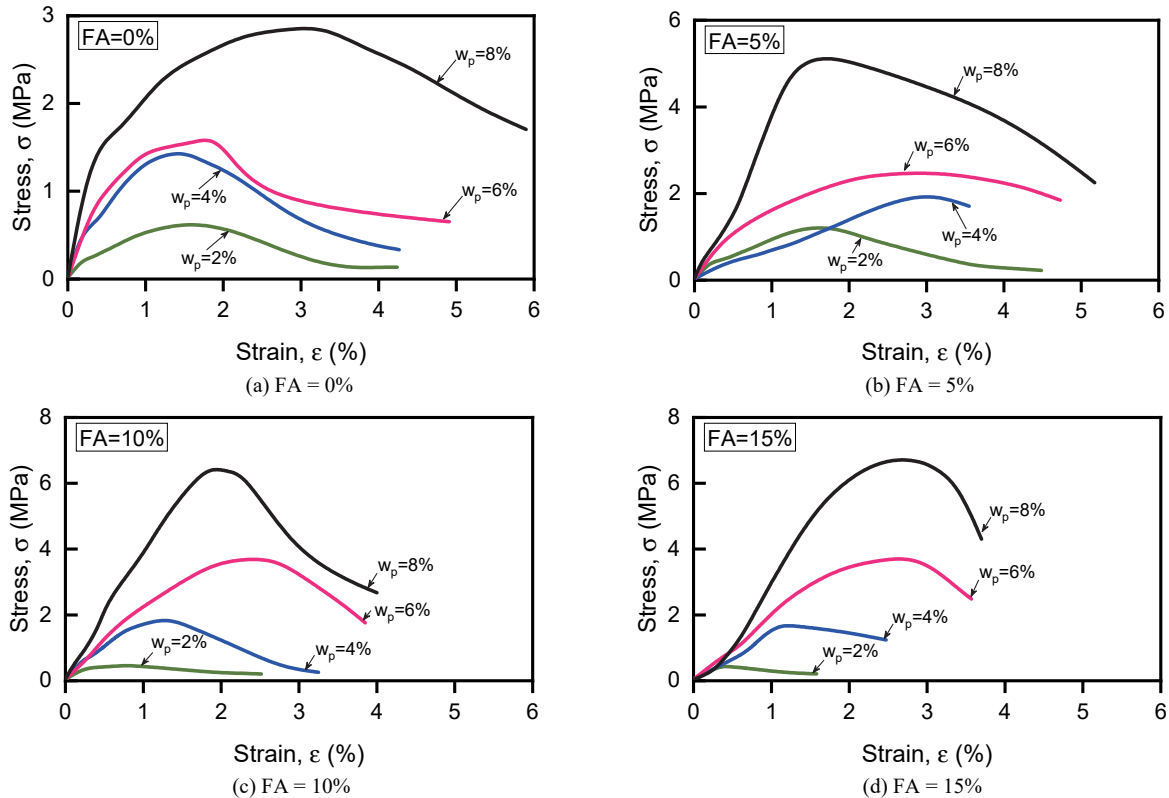 FA=0%
3
2
1
0
Stress, σ (MPa)
wp=8%
wp=6%
wp=4%
wp=2%
0 1 2 3 4 5 6
Strain, ε (%)
(a) FA = 0%
FA=5%
6
4
2
0
Stress, σ (MPa)
wp=8%
wp=6%
wp=4%
wp=2%
0 1 2 3 4 5 6
Strain, ε (%)
(b) FA = 5%
FA=10%
8
6
4
2
0
Stress, σ (MPa)
wp=8%
wp=6%
wp=2%
wp=4%
0 1 2 3 4 5 6
Strain, ε (%)
(c) FA = 10%
FA=15%
8
6
4
2
0
Stress, σ (MPa)
wp=8%
wp=6%
wp=4%
wp=2%
0 1 2 3 4 5 6
Strain, ε (%)
(d) FA = 15%